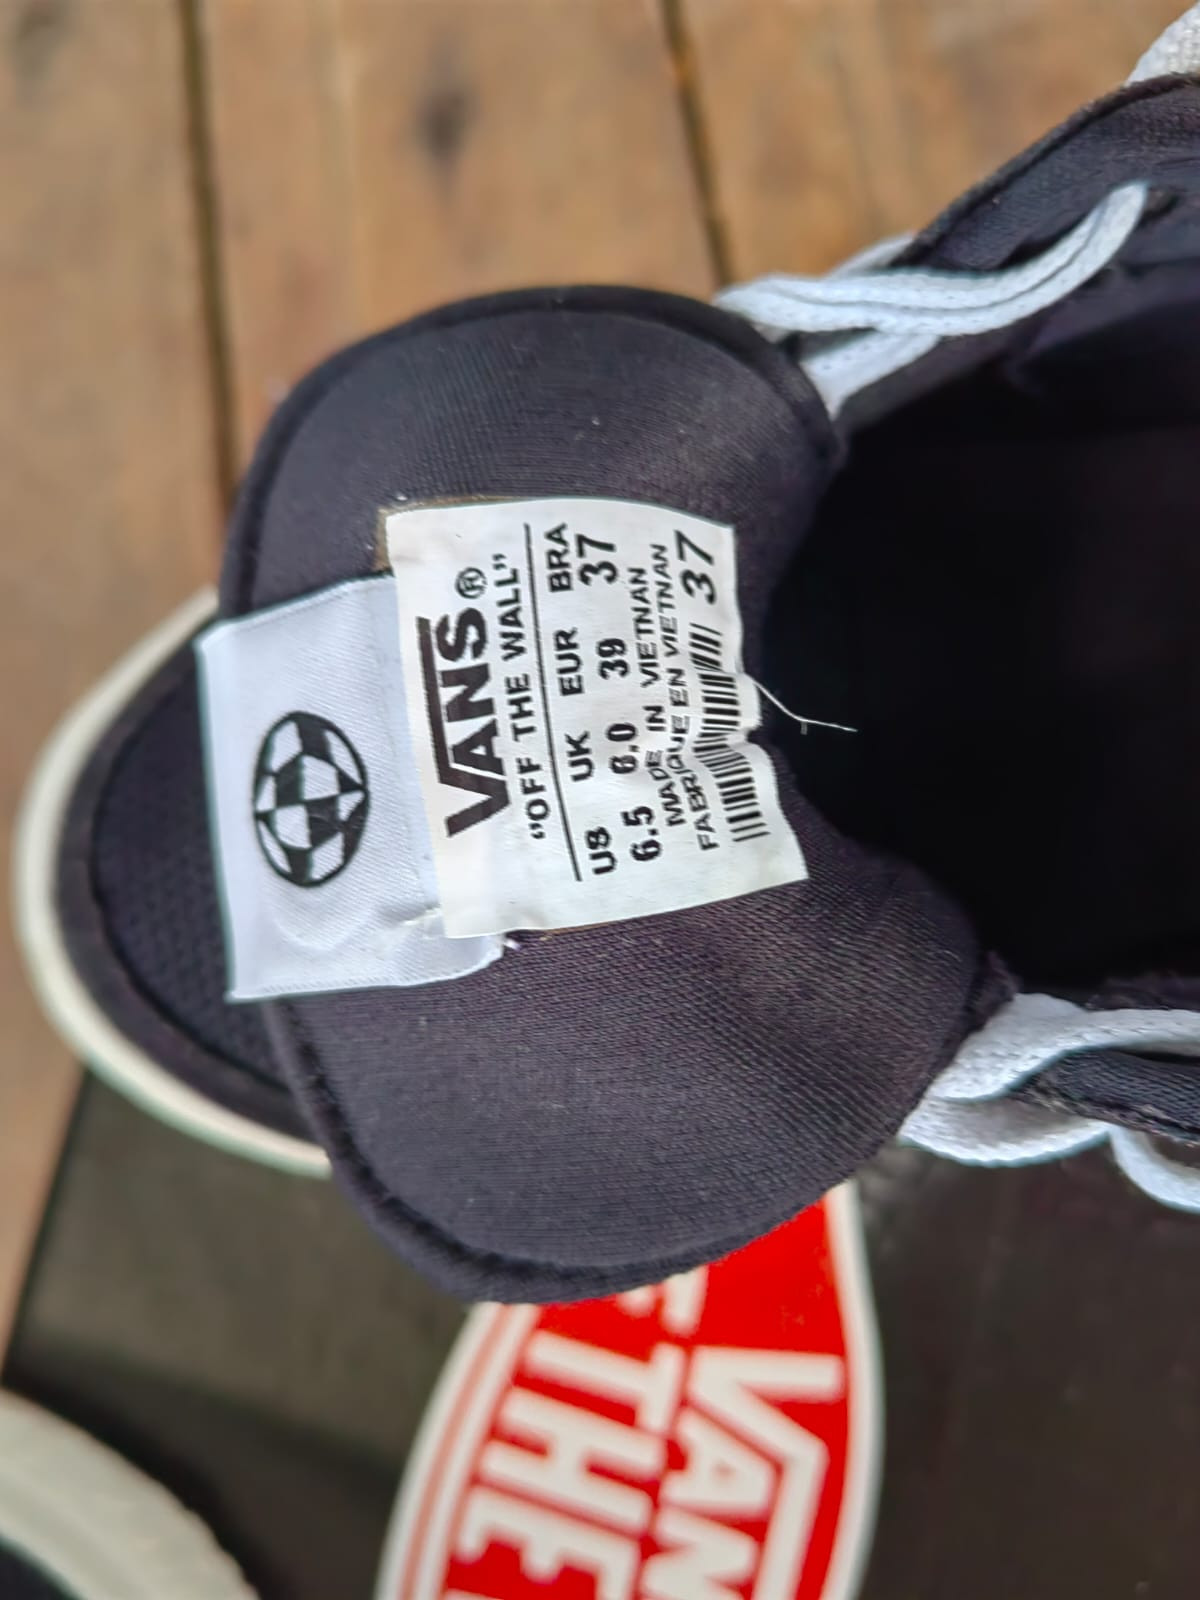 VANS®
“OFF THE WALL”
US UK EUR BRA
6.5 6.0 39 37
MADE IN VIETNAN
FABRIQUE EN VIETNAN
37
VAN
THE